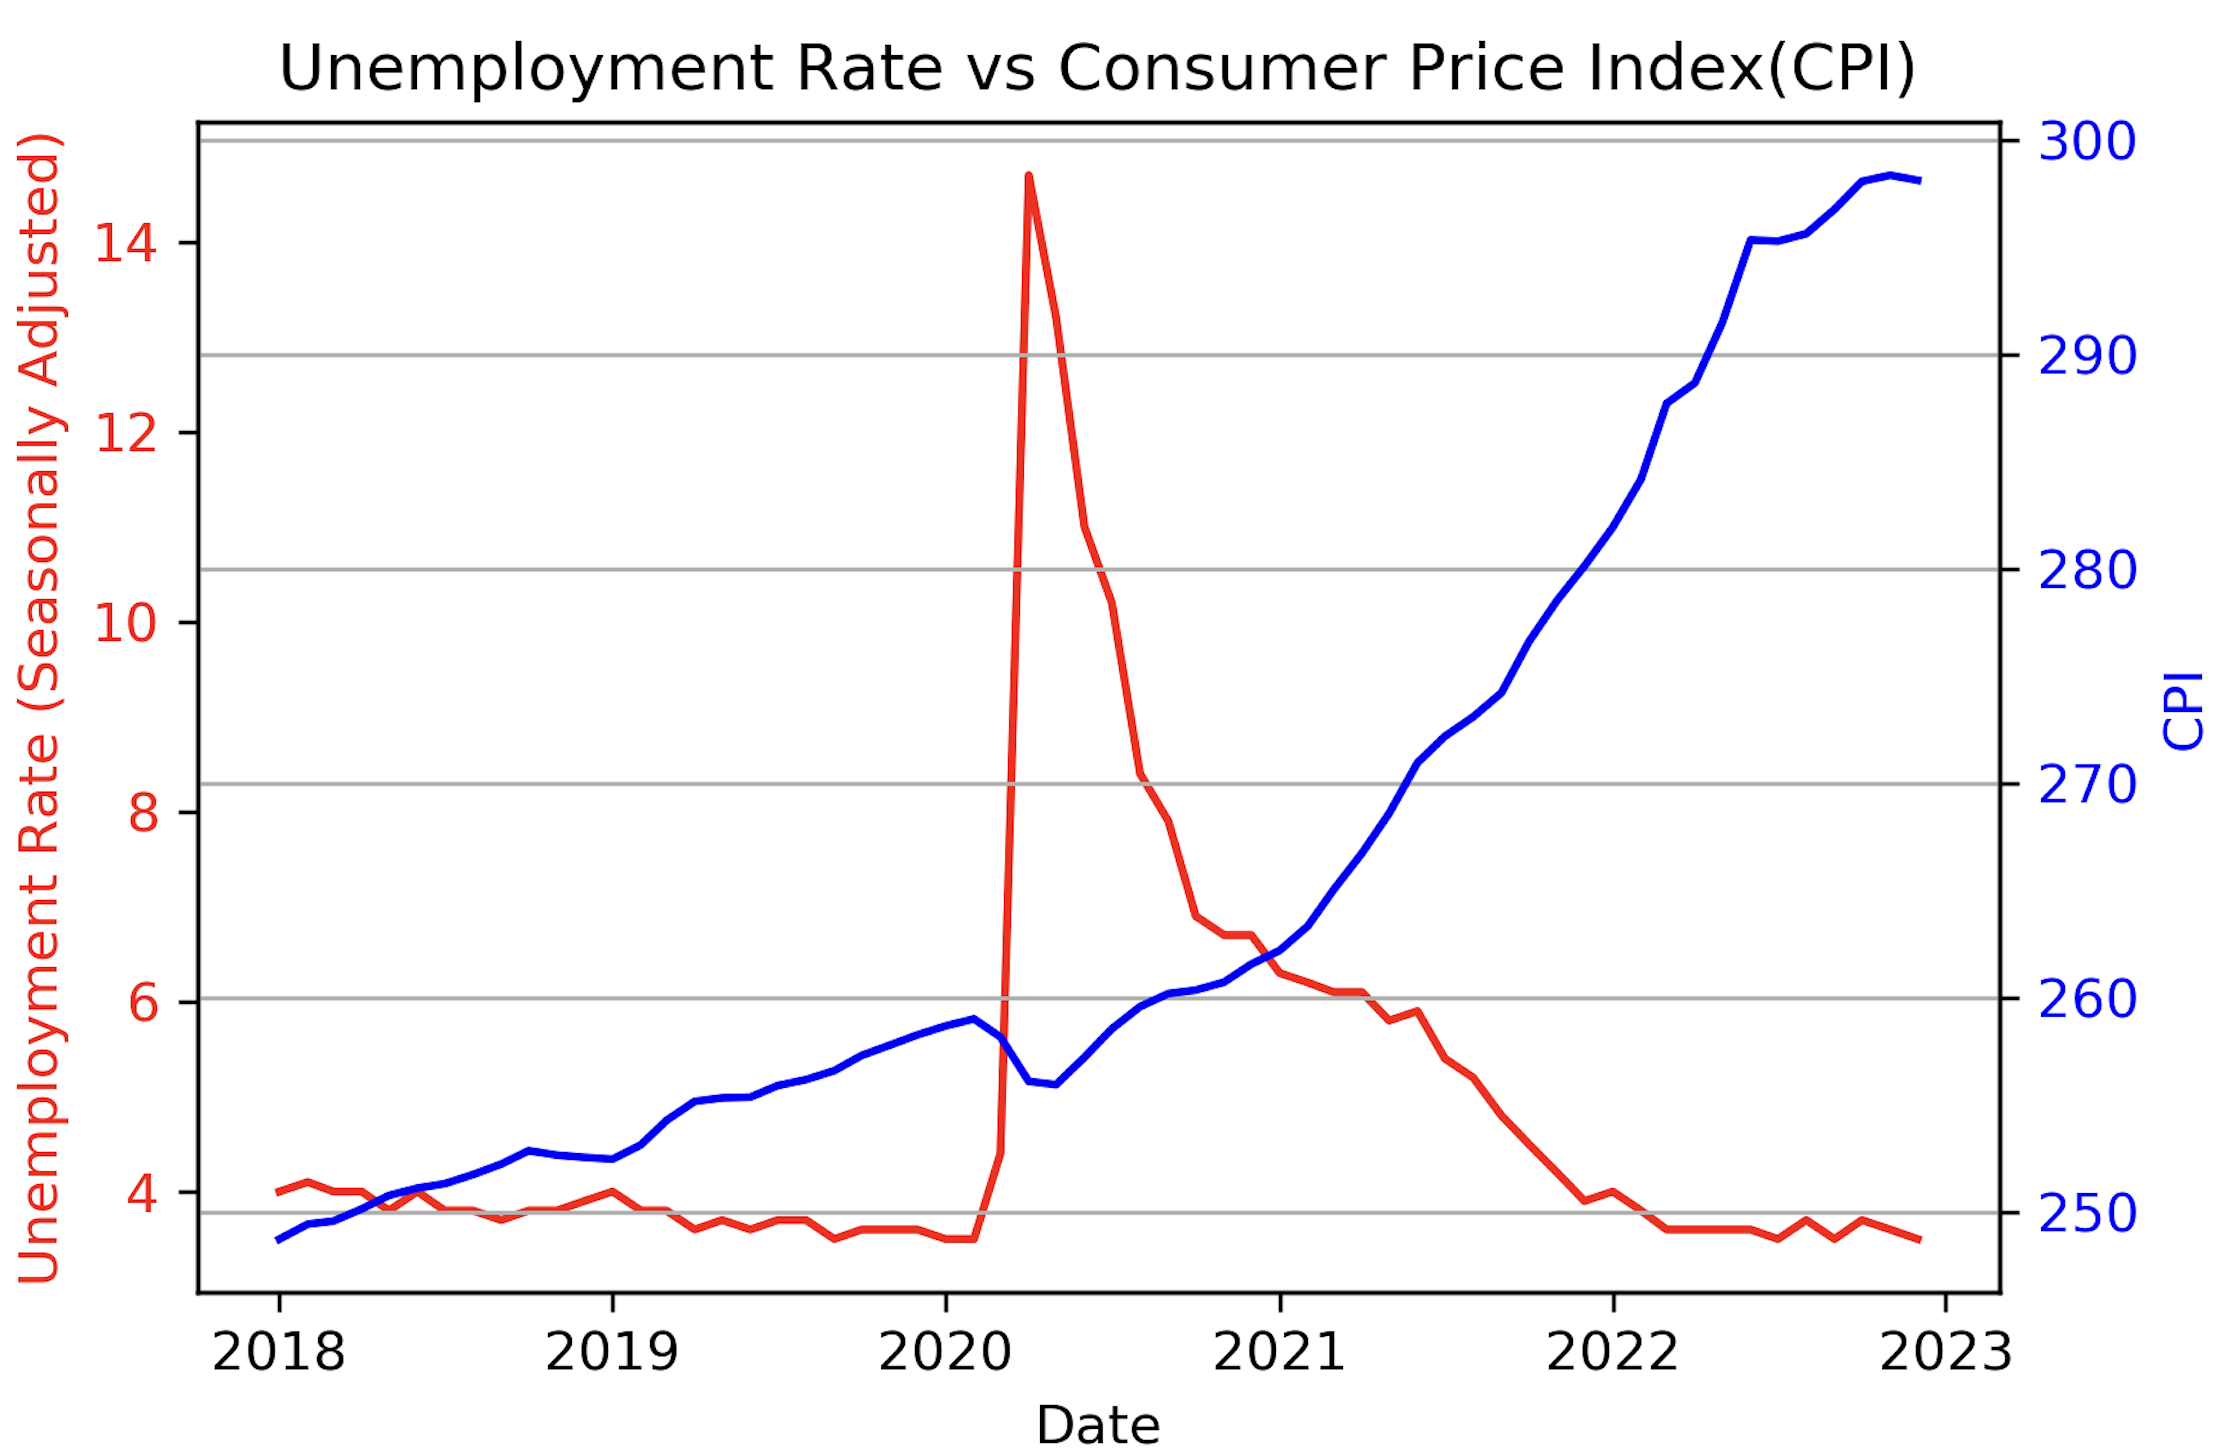 Unemployment Rate vs Consumer Price Index(CPI)
Unemployment Rate (Seasonally Adjusted)
14
12
10
8
6
4
300
290
280
270
260
250
CPI
2018 2019 2020 2021 2022 2023
Date